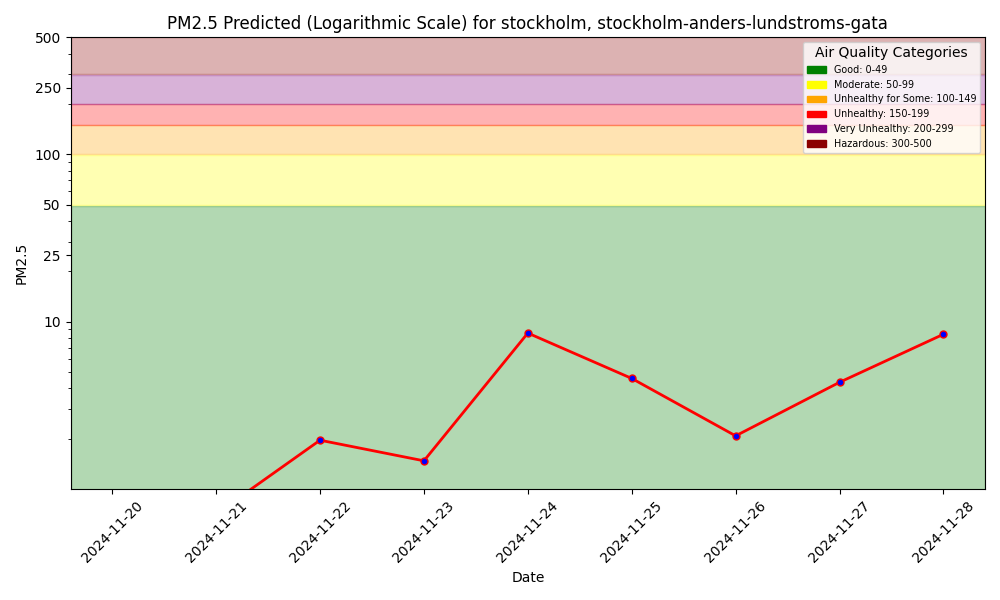 PM2.5 Predicted (Logarithmic Scale) for stockholm, stockholm-anders-lundstroms-gata
500
250
100
50
25
10
PM2.5
Air Quality Categories
Good: 0-49
Moderate: 50-99
Unhealthy for Some: 100-149
Unhealthy: 150-199
Very Unhealthy: 200-299
Hazardous: 300-500
2024-11-20
2024-11-21
2024-11-22
2024-11-23
2024-11-24
2024-11-25
2024-11-26
2024-11-27
2024-11-28
Date